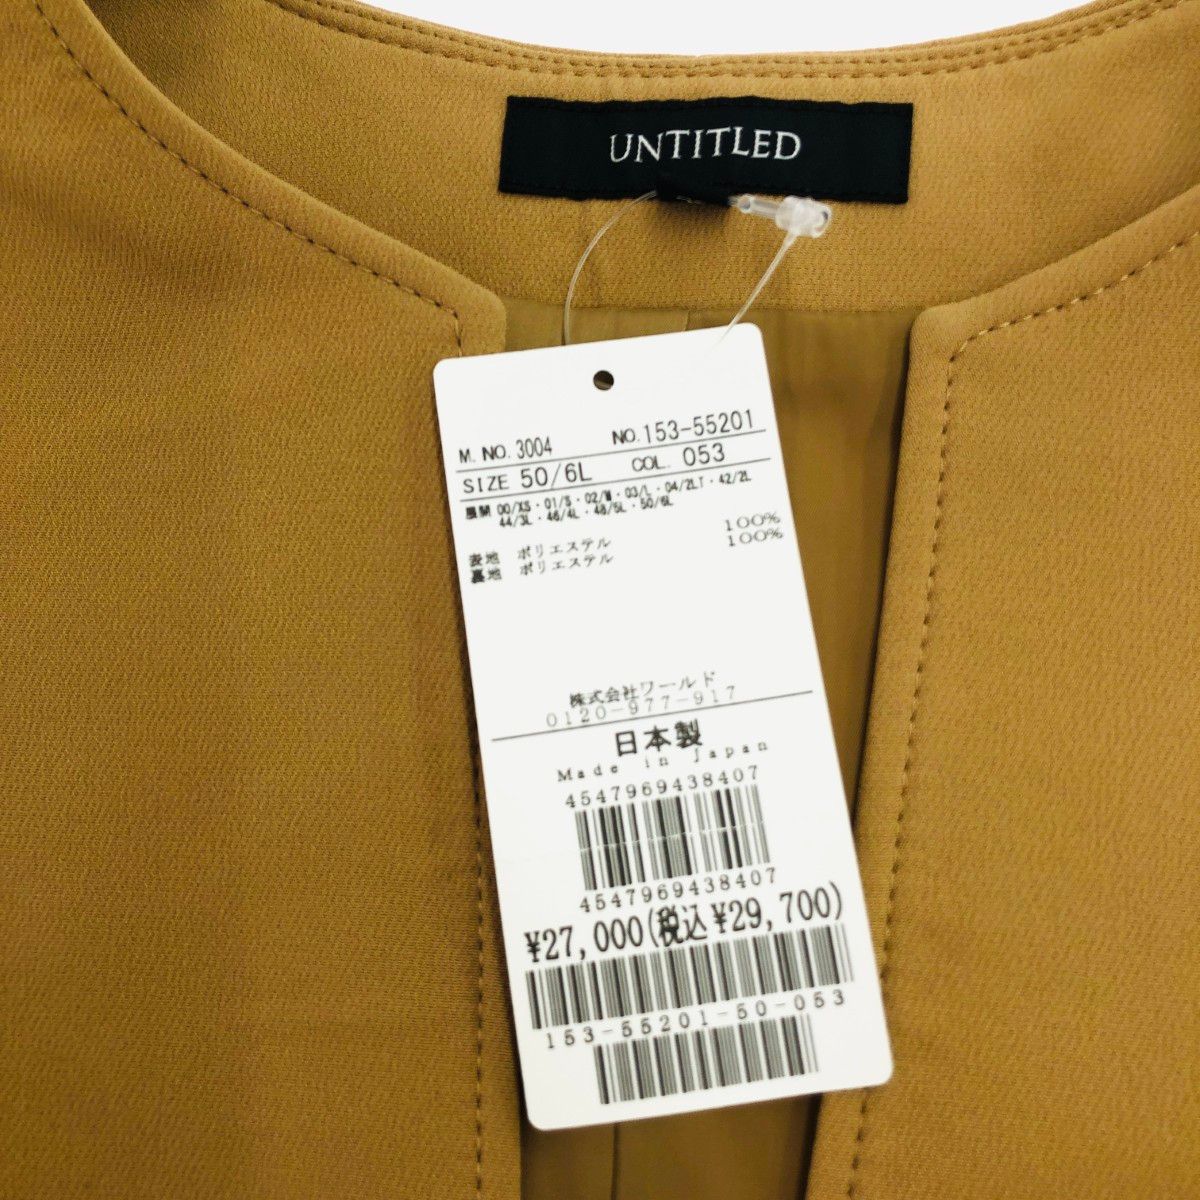 UNTITLED
M. NO. 3004 NO. 153-55201
SIZE 50/6L COL. 053
展開 00/XS・01/S・02/M・03/L・04/2LT・42/2L
44/3L・46/4L・48/5L・50/6L
表地 ポリエステル 100%
裏地 ポリエステル 100%
株式会社ワールド
0120-977-917
日本製
Made in Japan
4547969438407
4547969438407
¥27,000(税込¥29,700)
153-55201-50-053